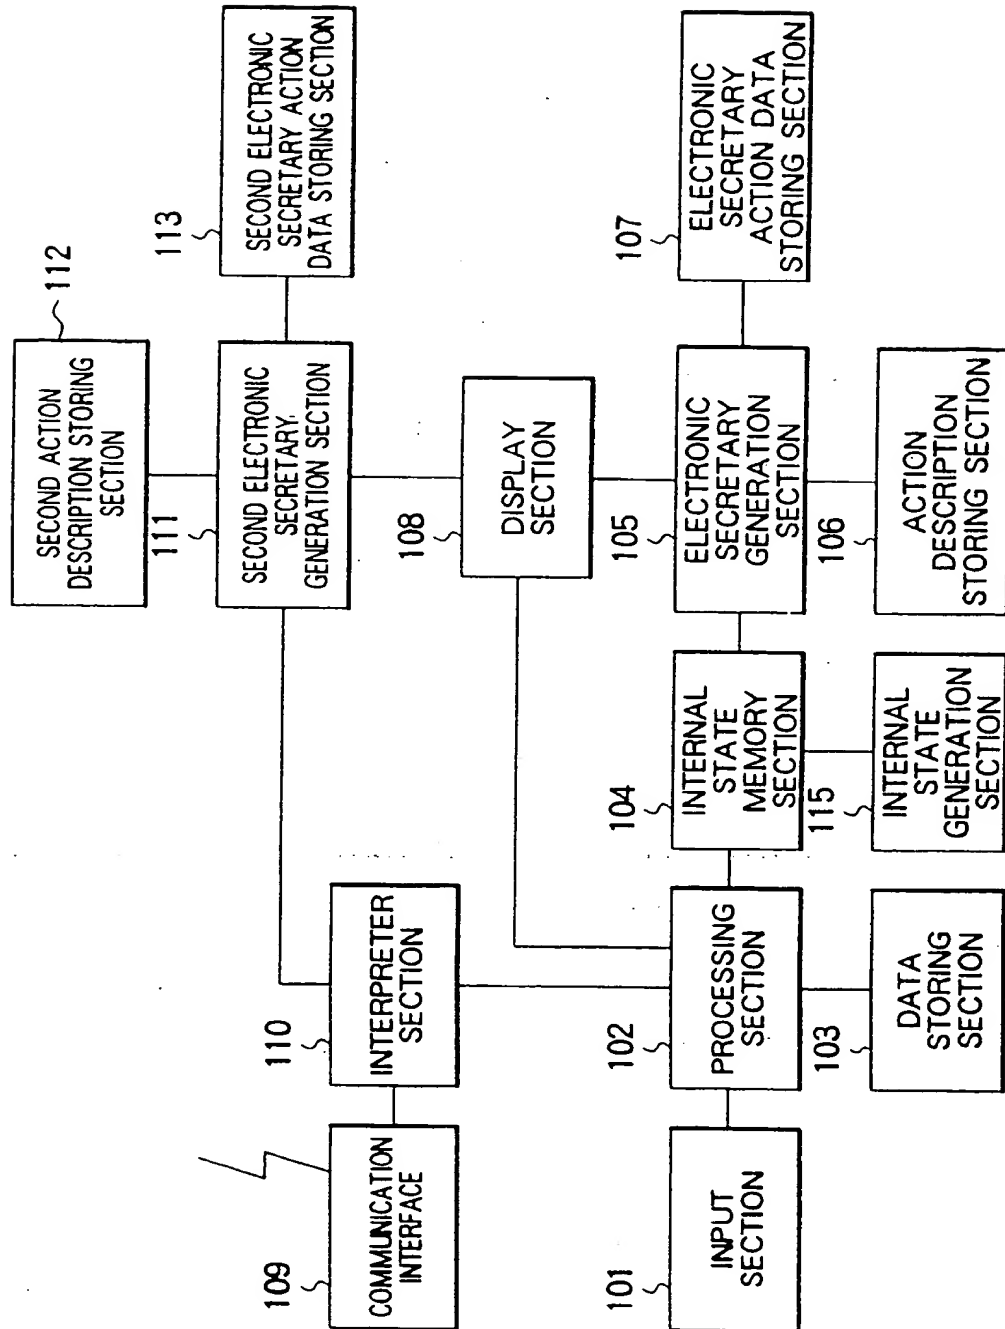 112
SECOND ACTION
DESCRIPTION STORING
SECTION
113
SECOND ELECTRONIC
SECRETARY ACTION
DATA STORING SECTION
111
SECOND ELECTRONIC
SECRETARY
GENERATION SECTION
109
COMMUNICATION
INTERFACE
110
INTERPRETER
SECTION
108
DISPLAY
SECTION
101
INPUT
SECTION
102
PROCESSING
SECTION
104
INTERNAL
STATE
MEMORY
SECTION
105
ELECTRONIC
SECRETARY
GENERATION
SECTION
107
ELECTRONIC
SECRETARY
ACTION DATA
STORING SECTION
103
DATA
STORING
SECTION
115
INTERNAL
STATE
GENERATION
SECTION
106
ACTION
DESCRIPTION
STORING SECTION